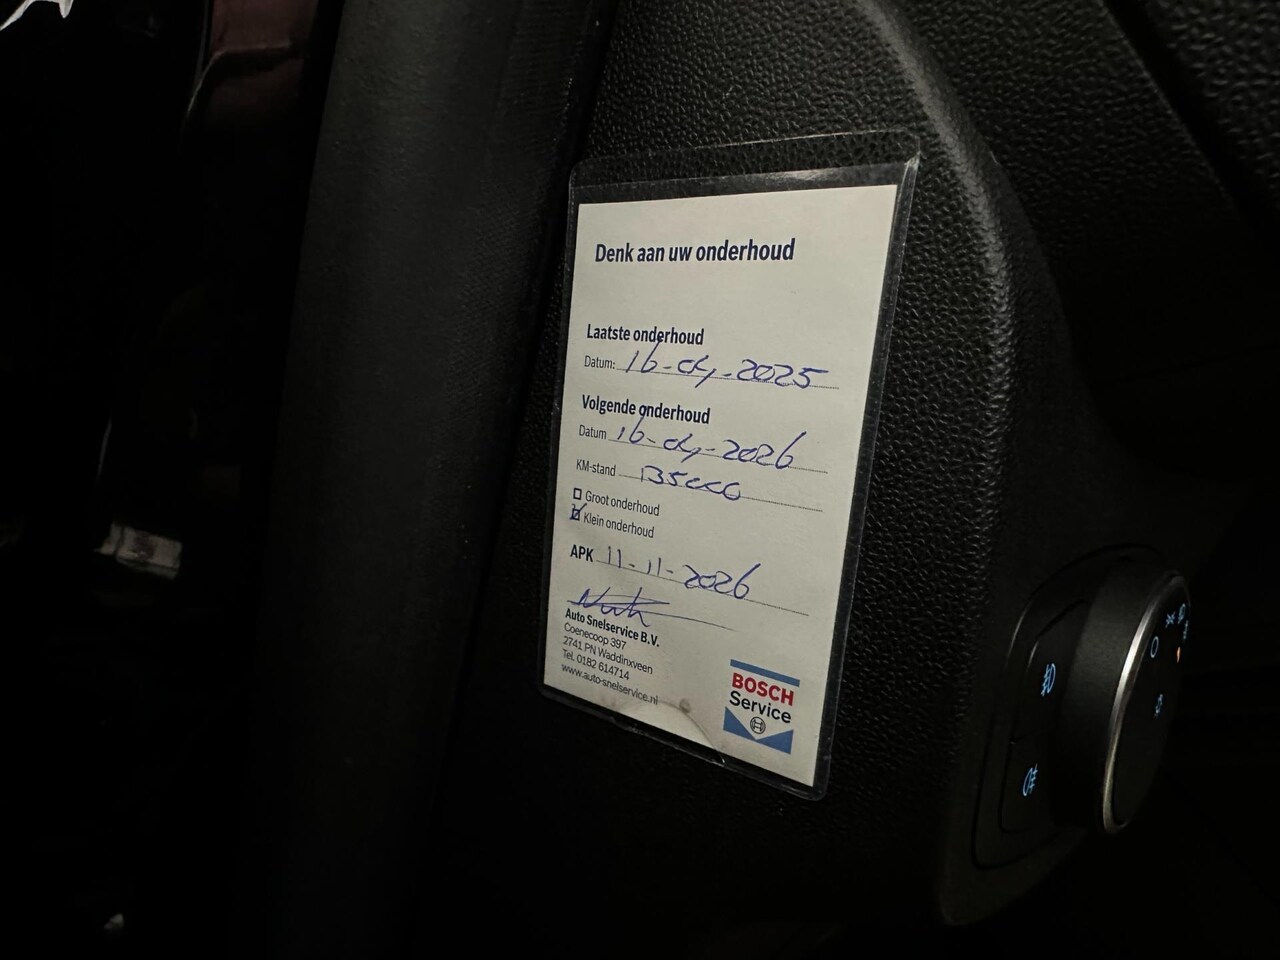 Denk aan uw onderhoud
Laatste onderhoud
Datum: 16-04-2025
Volgende onderhoud
Datum 16-04-2026
KM-stand 135000
Groot onderhoud
Klein onderhoud
APK 11-11-2026
Auto Snelservice B.V.
Coenecoop 397
2741 PN Waddinxveen
Tel. 0182 614714
www.auto-snelservice.nl
BOSCH
Service